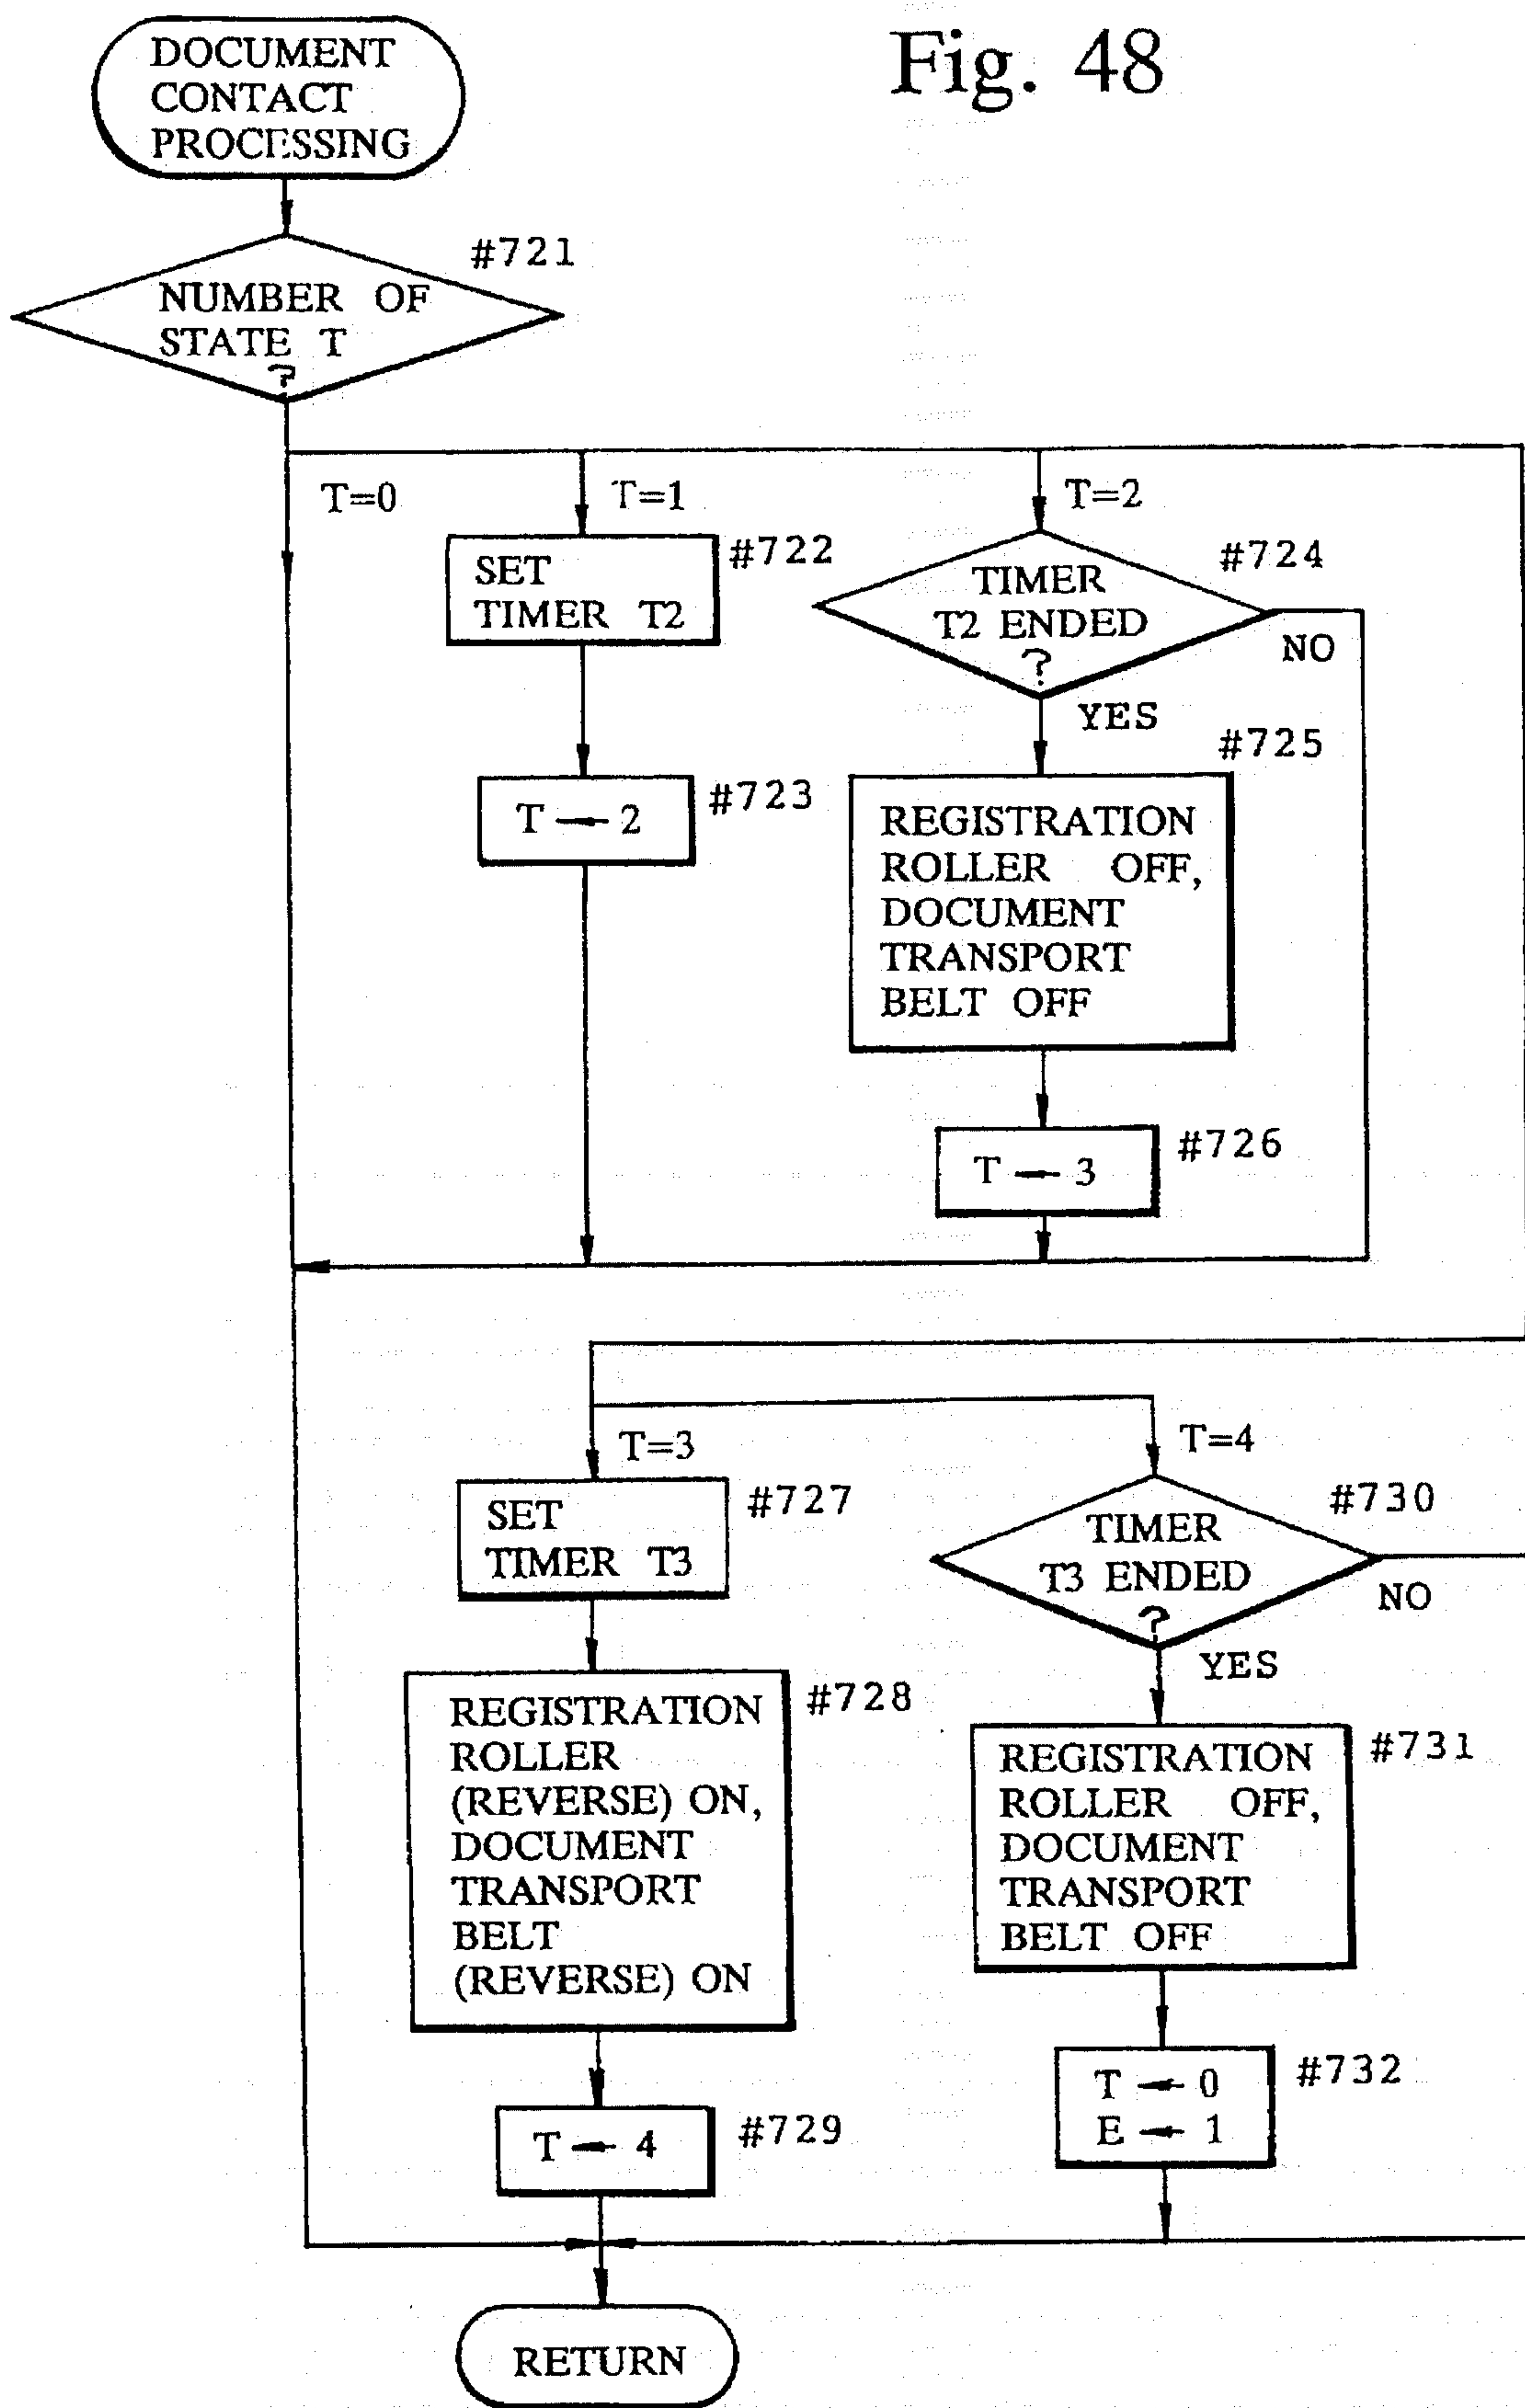 Fig. 48
DOCUMENT
CONTACT
PROCESSING
#721
NUMBER OF
STATE T
?
T=0
T=1
T=2
#722
SET
TIMER T2
#724
TIMER
T2 ENDED
?
NO
YES
#723
T ← 2
#725
REGISTRATION
ROLLER OFF,
DOCUMENT
TRANSPORT
BELT OFF
#726
T ← 3
T=3
T=4
#727
SET
TIMER T3
#730
TIMER
T3 ENDED
?
NO
YES
#728
REGISTRATION
ROLLER
(REVERSE) ON,
DOCUMENT
TRANSPORT
BELT
(REVERSE) ON
#731
REGISTRATION
ROLLER OFF,
DOCUMENT
TRANSPORT
BELT OFF
#729
T ← 4
#732
T ← 0
E ← 1
RETURN